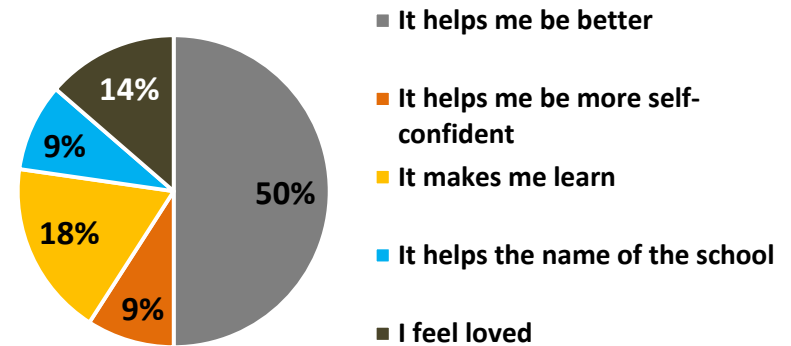 It helps me be better
14%
It helps me be more self-
confident
9%
It makes me learn
50%
18%
It helps the name of the school
9%
I feel loved